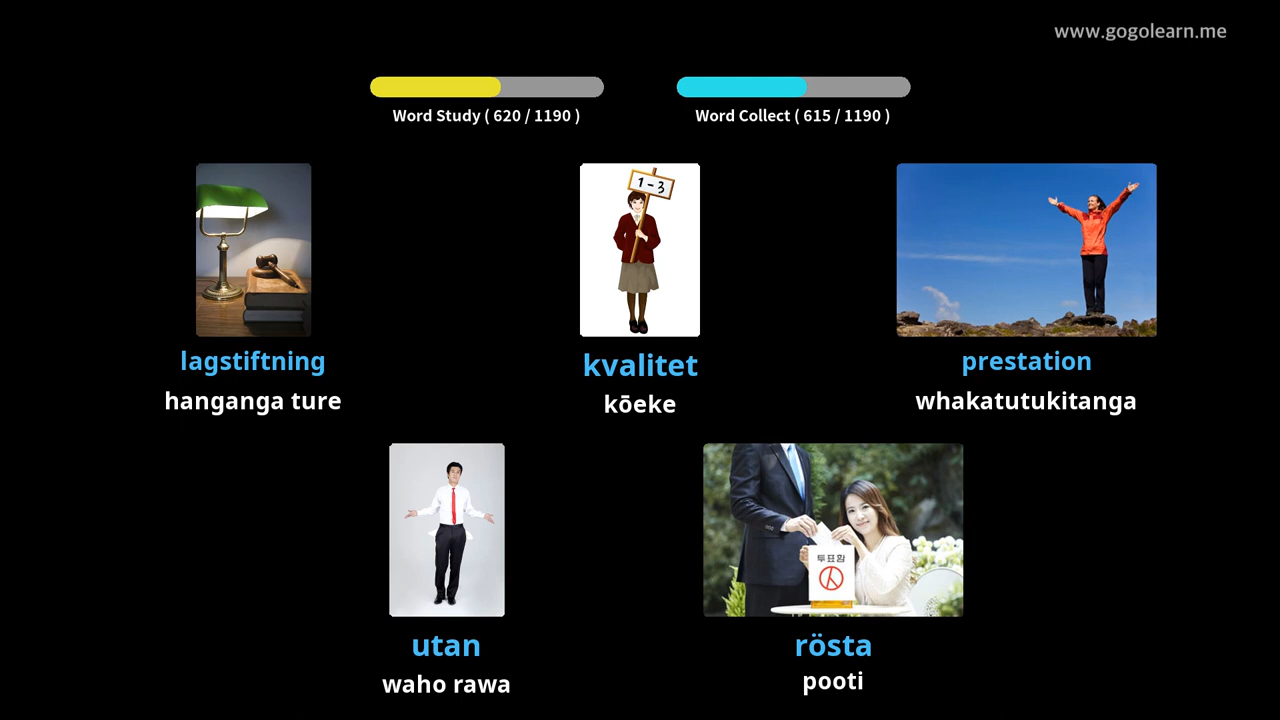 www.gogolearn.me
Word Study ( 620 / 1190 )
Word Collect ( 615 / 1190 )
1 - 3
lagstiftning
hanganga ture
kvalitet
kōeke
prestation
whakatutukitanga
투표함
utan
waho rawa
rösta
pooti